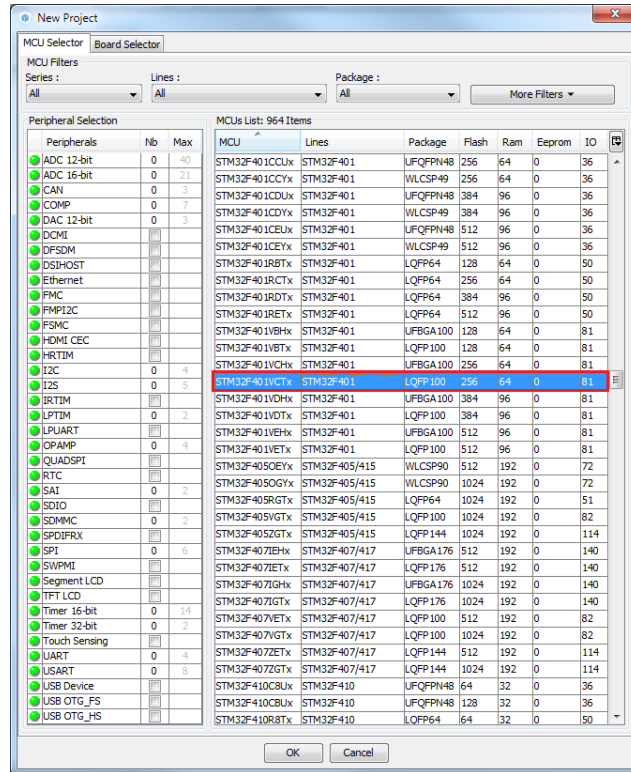 New Project
MCU Selector Board Selector
MCU Filters
Series : Lines : Package :
All All All More Filters
Peripheral Selection MCUs List: 964 Items
Peripherals Nb Max MCU Lines Package Flash Ram Eeprom IO
ADC 12-bit 0 40 STM32F401CCUx STM32F401 UFQFPN48 256 64 0 36
ADC 16-bit 0 21 STM32F401CCYx STM32F401 WLCSP49 256 64 0 36
CAN 0 3 STM32F401CDUx STM32F401 UFQFPN48 384 96 0 36
COMP 0 7 STM32F401CDYx STM32F401 WLCSP49 384 96 0 36
DAC 12-bit 0 3 STM32F401CEUx STM32F401 UFQFPN48 512 96 0 36
DCMI STM32F401CEYx STM32F401 WLCSP49 512 96 0 36
DFSDM STM32F401RBTx STM32F401 LQFP64 128 64 0 50
DSIHOST STM32F401RCTx STM32F401 LQFP64 256 64 0 50
Ethernet STM32F401RDTx STM32F401 LQFP64 384 96 0 50
FMC STM32F401RETx STM32F401 LQFP64 512 96 0 50
FMPI2C STM32F401VBHx STM32F401 UFBGA100 128 64 0 81
FSMC STM32F401VBTx STM32F401 LQFP100 128 64 0 81
HDMI CEC STM32F401VCHx STM32F401 UFBGA100 256 64 0 81
HRTIM STM32F401VCTx STM32F401 LQFP100 256 64 0 81
I2C 0 4 STM32F401VDHx STM32F401 UFBGA100 384 96 0 81
I2S 0 5 STM32F401VDTx STM32F401 LQFP100 384 96 0 81
IRTIM STM32F401VEHx STM32F401 UFBGA100 512 96 0 81
LPTIM 0 2 STM32F401VETx STM32F401 LQFP100 512 96 0 81
LPUART STM32F405OEYx STM32F405/415 WLCSP90 512 192 0 72
OPAMP 0 4 STM32F405OGYx STM32F405/415 WLCSP90 1024 192 0 72
QUADSPI STM32F405RGTx STM32F405/415 LQFP64 1024 192 0 51
RTC STM32F405VGTx STM32F405/415 LQFP100 1024 192 0 82
SAI 0 2 STM32F405ZGTx STM32F405/415 LQFP144 1024 192 0 114
SDIO STM32F407IEHx STM32F407/417 UFBGA176 512 192 0 140
SDMMC 0 2 STM32F407IETx STM32F407/417 LQFP176 512 192 0 140
SPDIFRX STM32F407IGHx STM32F407/417 UFBGA176 1024 192 0 140
SPI 0 6 STM32F407IGTx STM32F407/417 LQFP176 1024 192 0 140
SWPMI STM32F407VETx STM32F407/417 LQFP100 512 192 0 82
Segment LCD STM32F407VGTx STM32F407/417 LQFP100 1024 192 0 82
TFT LCD STM32F407ZETx STM32F407/417 LQFP144 512 192 0 114
Timer 16-bit 0 14 STM32F407ZGTx STM32F407/417 LQFP144 1024 192 0 114
Timer 32-bit 0 2 STM32F410C8Ux STM32F410 UFQFPN48 64 32 0 36
Touch Sensing STM32F410CBUx STM32F410 UFQFPN48 128 32 0 36
UART 0 4 STM32F410R8Tx STM32F410 LQFP64 64 32 0 50
USART 0 8
USB Device
USB OTG_FS
USB OTG_HS
OK Cancel